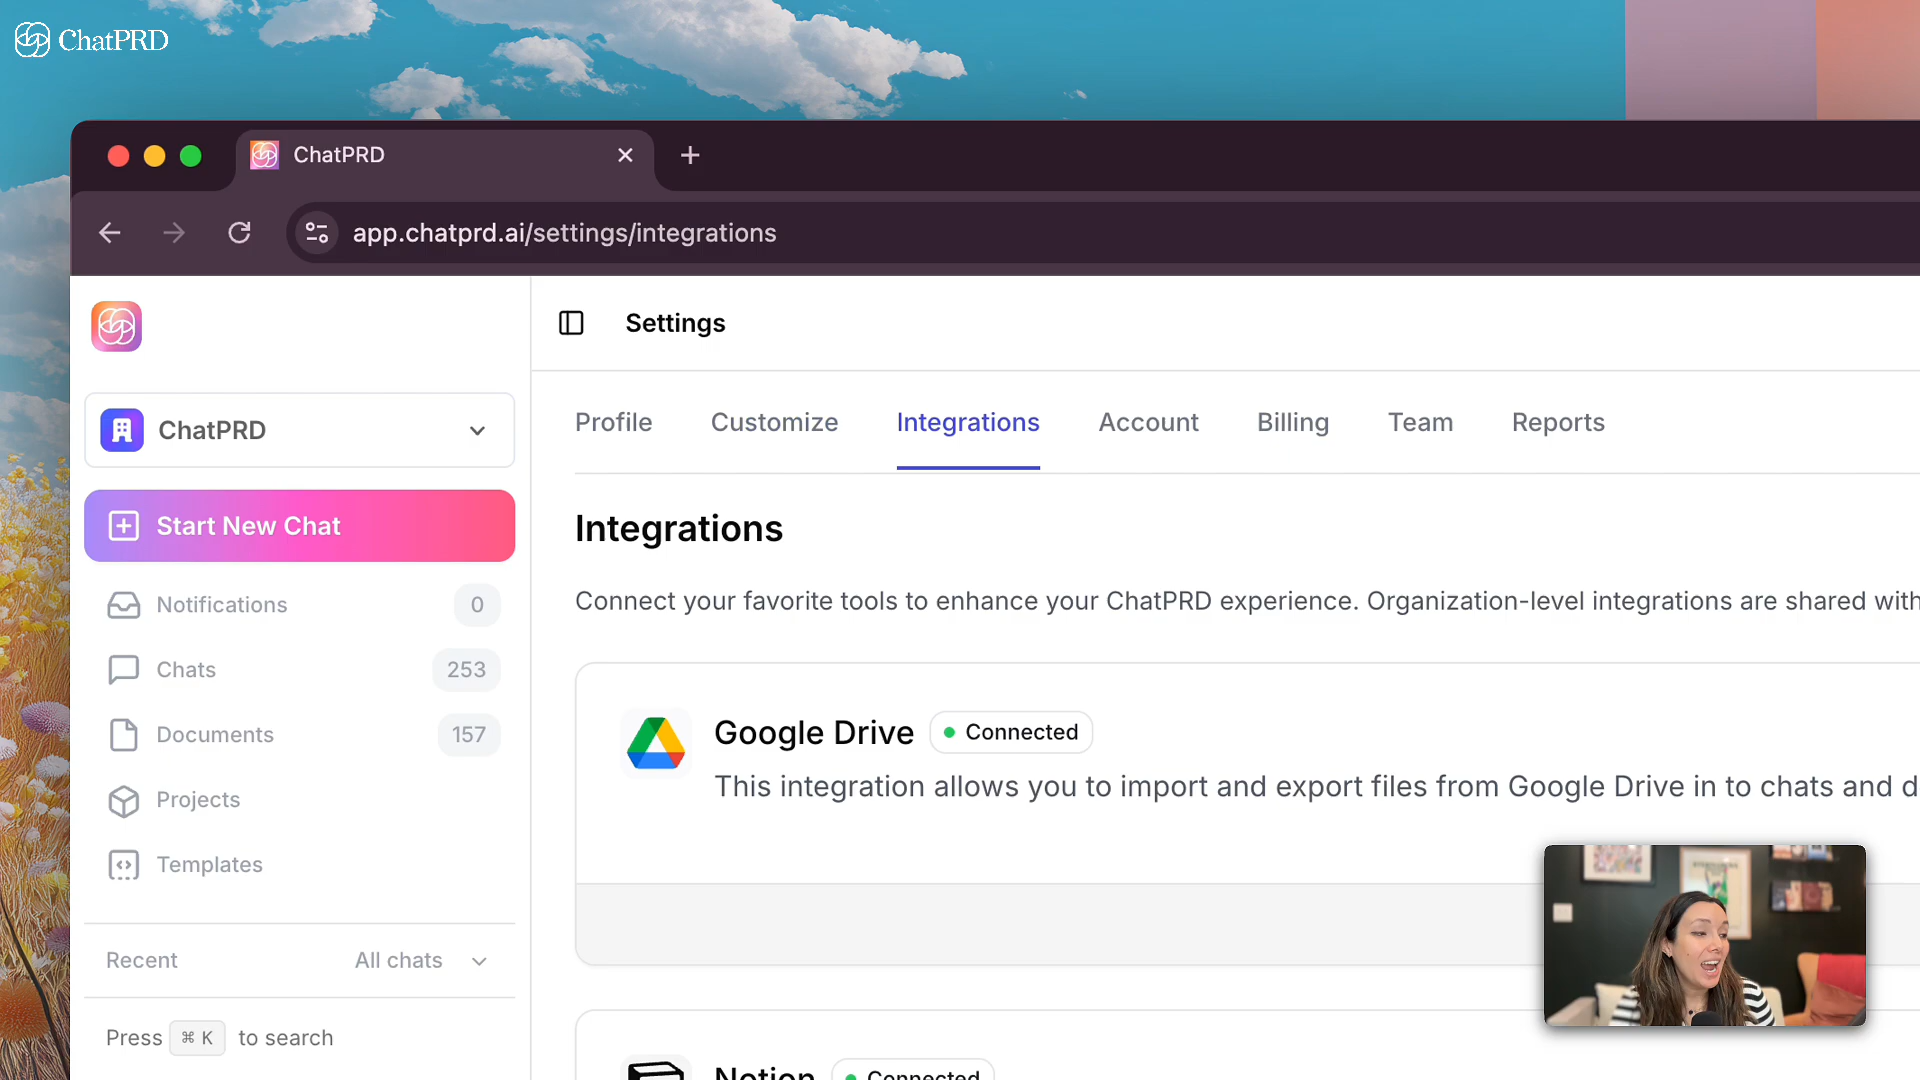 ChatPRD
ChatPRD
app.chatprd.ai/settings/integrations
Settings
ChatPRD
Start New Chat
Notifications 0
Chats 253
Documents 157
Projects
Templates
Recent All chats
Press ⌘ K to search
Profile Customize Integrations Account Billing Team Reports
Integrations
Connect your favorite tools to enhance your ChatPRD experience. Organization-level integrations are shared with
Google Drive Connected
This integration allows you to import and export files from Google Drive in to chats and d
Notion Connected